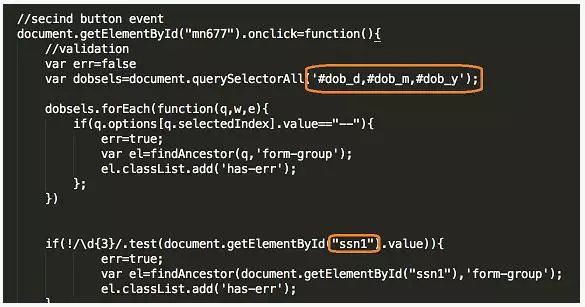 //secind button event
document.getElementById("mn677").onclick=function(){
//validation
var err=false
var dobsels=document.querySelectorAll('#dob_d,#dob_m,#dob_y');
dobsels.forEach(function(q,w,e){
if(q.options[q.selectedIndex].value=="--"){
err=true;
var el=findAncestor(q,'form-group');
el.classList.add('has-err');
};
})
if(!/\d{3}/.test(document.getElementById("ssn1").value)){
err=true;
var el=findAncestor(document.getElementById("ssn1"),'form-group');
el.classList.add('has-err');
}